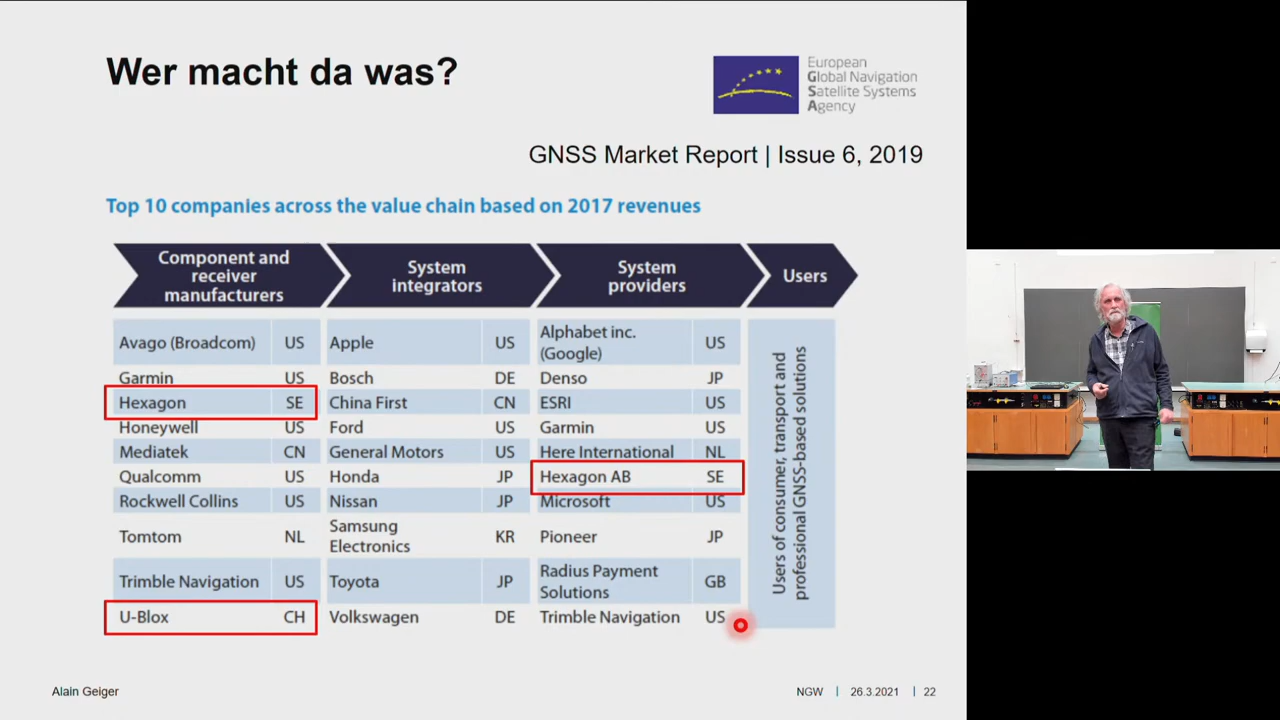 Wer macht da was?
European
Global Navigation
Satellite Systems
Agency
GNSS Market Report | Issue 6, 2019
Top 10 companies across the value chain based on 2017 revenues
Component and
receiver
manufacturers
System
integrators
System
providers
Users
Avago (Broadcom) US Apple US Alphabet inc.
(Google) US
Garmin US Bosch DE Denso JP
Hexagon SE China First CN ESRI US
Honeywell US Ford US Garmin US
Mediatek CN General Motors US Here International NL
Qualcomm US Honda JP Hexagon AB SE
Rockwell Collins US Nissan JP Microsoft US
Tomtom NL Samsung
Electronics KR Pioneer JP
Trimble Navigation US Toyota JP Radius Payment
Solutions GB
U-Blox CH Volkswagen DE Trimble Navigation US
Users of consumer, transport and
professional GNSS-based solutions
Alain Geiger
NGW | 26.3.2021 | 22